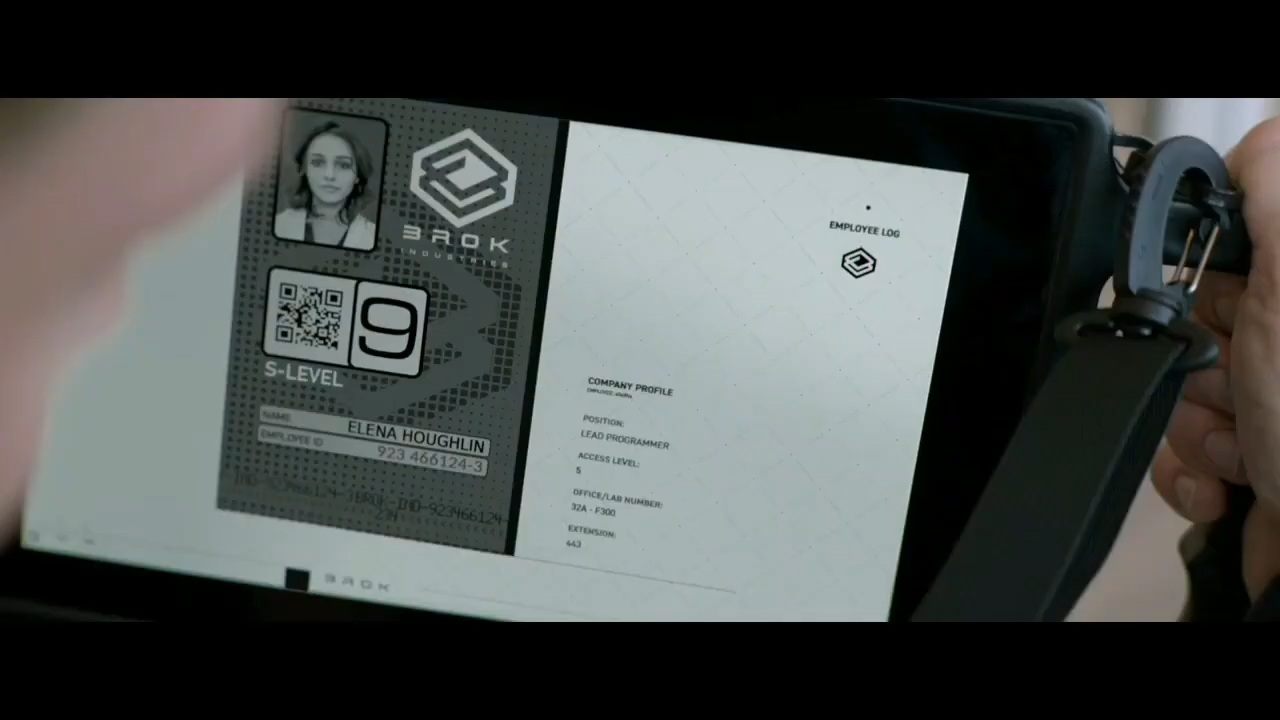 BROK
INDUSTRIES
9
S-LEVEL
NAME
ELENA HOUGHLIN
EMPLOYEE ID
923 466124-3
EMPLOYEE LOG
COMPANY PROFILE
POSITION:
LEAD PROGRAMMER
ACCESS LEVEL:
5
OFFICE/LAB NUMBER:
32A - F300
EXTENSION:
443
BROK